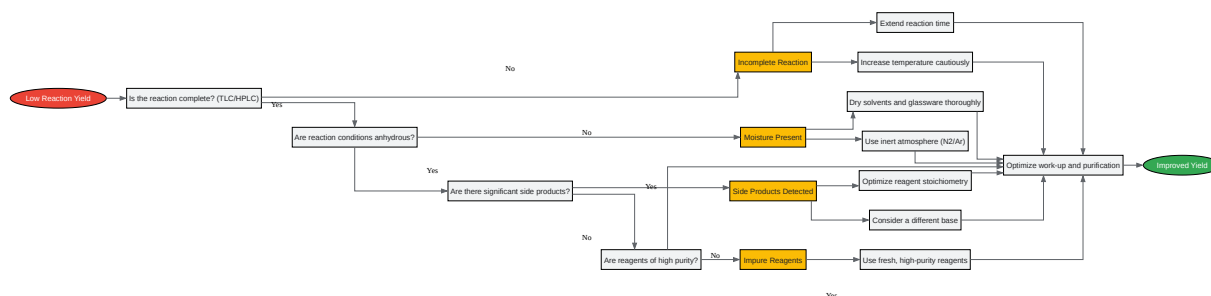 Extend reaction time
No
Incomplete Reaction
Increase temperature cautiously
Low Reaction Yield
Is the reaction complete? (TLC/HPLC)
Yes
Dry solvents and glassware thoroughly
Are reaction conditions anhydrous?
No
Moisture Present
Use inert atmosphere (N2/Ar)
Optimize work-up and purification
Improved Yield
Yes
Are there significant side products?
Yes
Side Products Detected
Optimize reagent stoichiometry
Consider a different base
No
Are reagents of high purity?
No
Impure Reagents
Use fresh, high-purity reagents
Yes